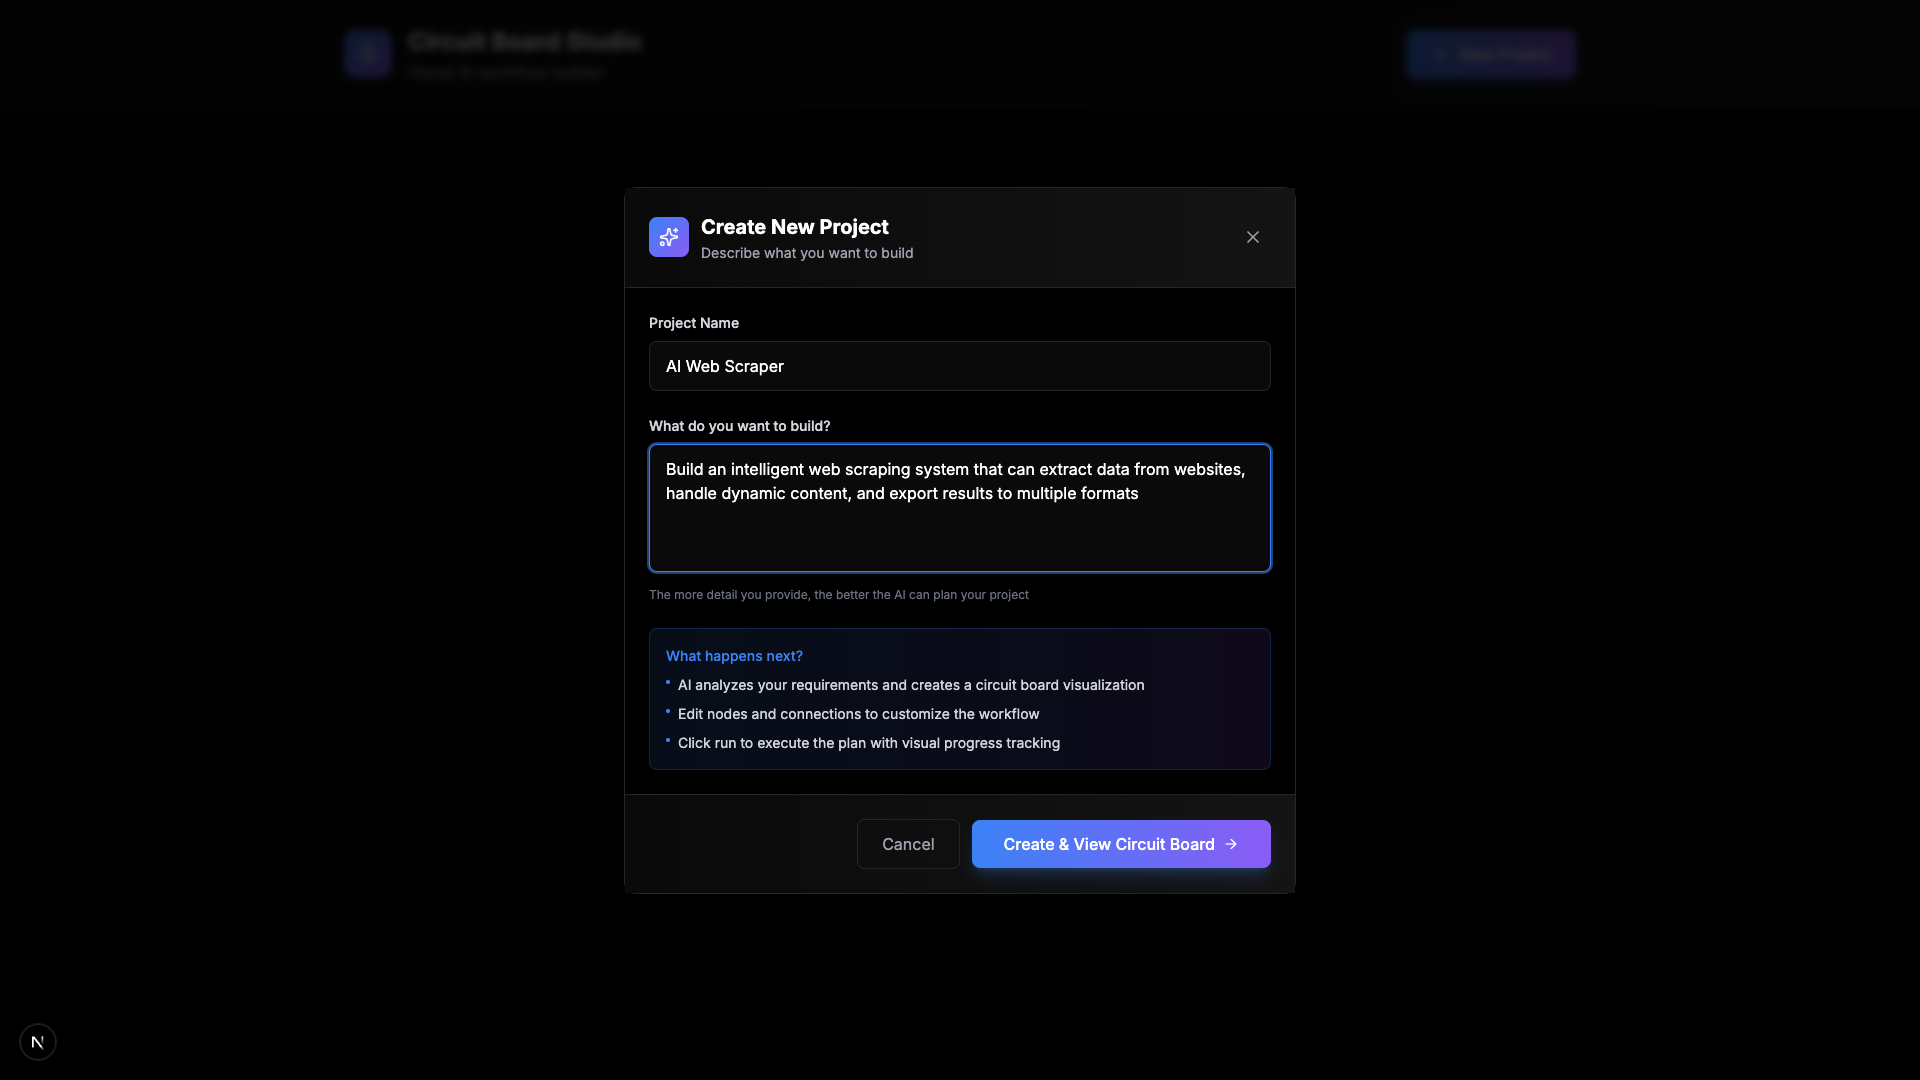 Circuit Board Studio
Visual AI workflow builder
New Project
Create New Project
Describe what you want to build
Project Name
AI Web Scraper
What do you want to build?
Build an intelligent web scraping system that can extract data from websites,
handle dynamic content, and export results to multiple formats
The more detail you provide, the better the AI can plan your project
What happens next?
• AI analyzes your requirements and creates a circuit board visualization
• Edit nodes and connections to customize the workflow
• Click run to execute the plan with visual progress tracking
Cancel
Create & View Circuit Board →
N